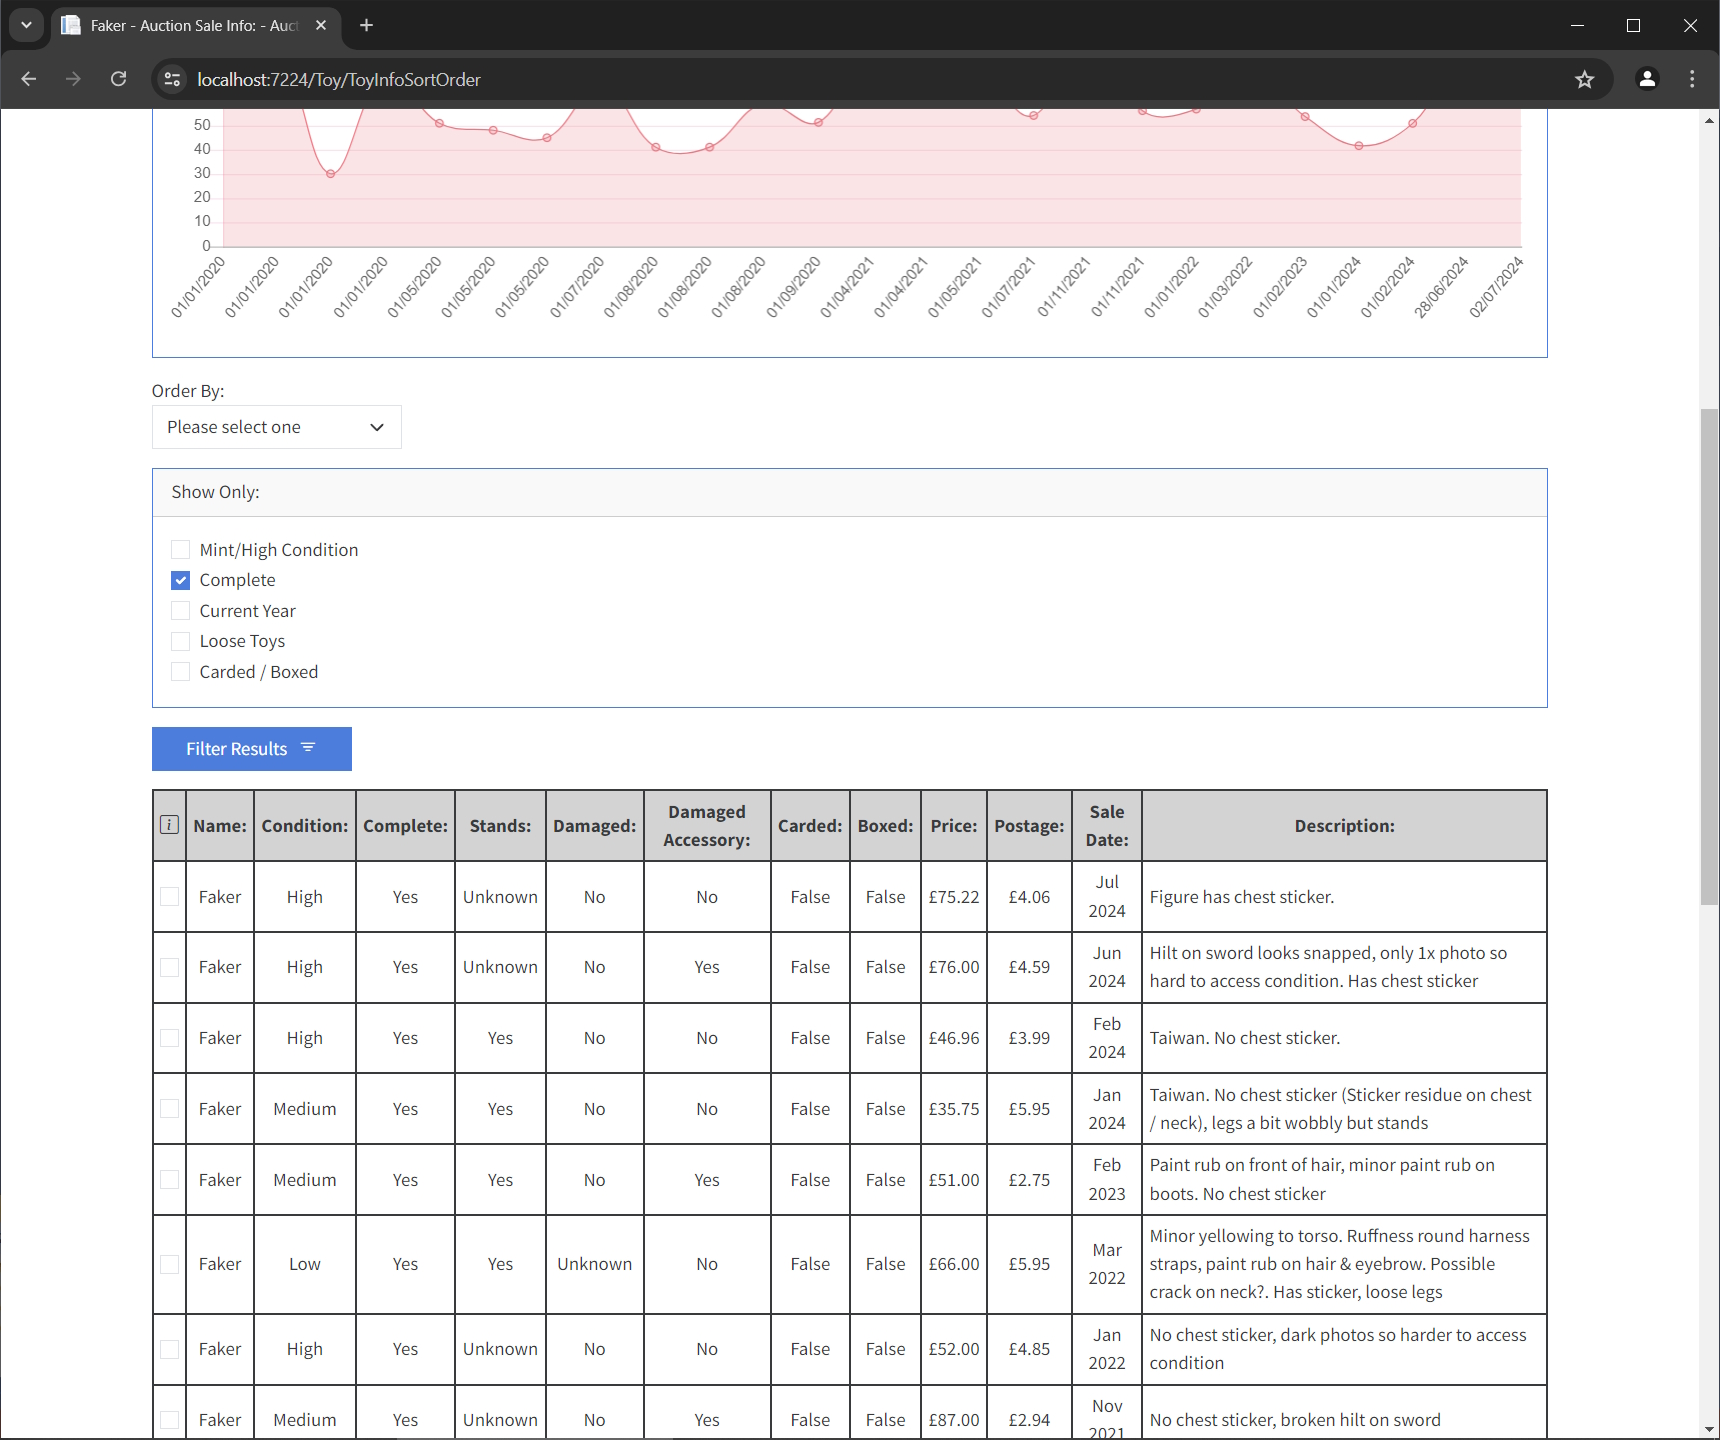 Faker - Auction Sale Info: - Auct
localhost:7224/Toy/ToyInfoSortOrder
50
40
30
20
10
0
01/01/2020 01/01/2020 01/01/2020 01/01/2020 01/05/2020 01/05/2020 01/05/2020 01/07/2020 01/08/2020 01/08/2020 01/08/2020 01/09/2020 01/04/2021 01/04/2021 01/05/2021 01/07/2021 01/11/2021 01/11/2021 01/01/2022 01/03/2022 01/02/2023 01/01/2024 01/02/2024 28/06/2024 02/07/2024
Order By:
Please select one
Show Only:
Mint/High Condition
Complete
Current Year
Loose Toys
Carded / Boxed
Filter Results
i Name: Condition: Complete: Stands: Damaged: Damaged Accessory: Carded: Boxed: Price: Postage: Sale Date: Description:
Faker High Yes Unknown No No False False £75.22 £4.06 Jul 2024 Figure has chest sticker.
Faker High Yes Unknown No Yes False False £76.00 £4.59 Jun 2024 Hilt on sword looks snapped, only 1x photo so
hard to access condition. Has chest sticker
Faker High Yes Yes No No False False £46.96 £3.99 Feb 2024 Taiwan. No chest sticker.
Faker Medium Yes Yes No No False False £35.75 £5.95 Jan 2024 Taiwan. No chest sticker (Sticker residue on chest
/ neck), legs a bit wobbly but stands
Faker Medium Yes Yes No Yes False False £51.00 £2.75 Feb 2023 Paint rub on front of hair, minor paint rub on
boots. No chest sticker
Faker Low Yes Yes Unknown No False False £66.00 £5.95 Mar 2022 Minor yellowing to torso. Ruffness round harness
straps, paint rub on hair & eyebrow. Possible
crack on neck?. Has sticker, loose legs
Faker High Yes Unknown No No False False £52.00 £4.85 Jan 2022 No chest sticker, dark photos so harder to access
condition
Faker Medium Yes Unknown No Yes False False £87.00 £2.94 Nov 2021 No chest sticker, broken hilt on sword